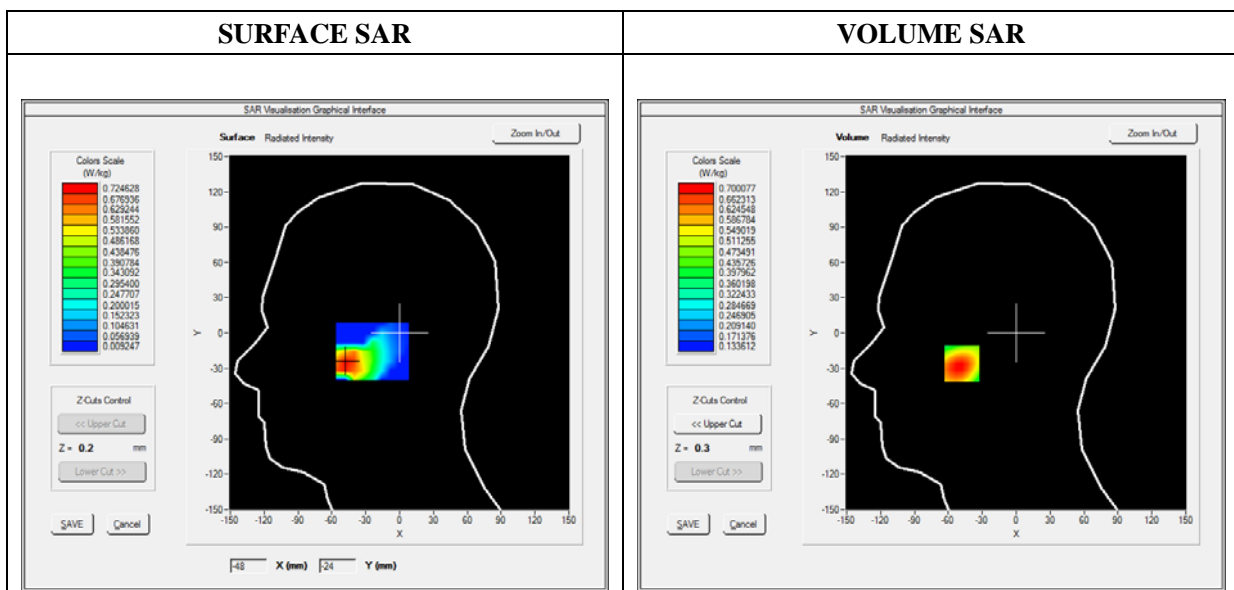 SURFACE SAR
VOLUME SAR
SAR Visualisation Graphical Interface
Surface Radiated Intensity
Zoom In/Out
Colors Scale
(W/kg)
0.724628
0.676936
0.629244
0.581552
0.533860
0.486168
0.438476
0.390784
0.343092
0.295400
0.247707
0.200015
0.152323
0.104631
0.056939
0.009247
150
120
90
60
30
0
-30
-60
-90
-120
-150
Y
-150 -120 -90 -60 -30 0 30 60 90 120 150
X
Z-Cuts Control
<< Upper Cut
Z = 0.2 mm
Lower Cut >>
SAVE Cancel
-48 X (mm) -24 Y (mm)
SAR Visualisation Graphical Interface
Volume Radiated Intensity
Zoom In/Out
Colors Scale
(W/kg)
0.700077
0.662313
0.624548
0.586784
0.549019
0.511255
0.473491
0.435726
0.397962
0.360198
0.322433
0.284669
0.246905
0.209140
0.171376
0.133612
150
120
90
60
30
0
-30
-60
-90
-120
-150
Y
-150 -120 -90 -60 -30 0 30 60 90 120 150
X
Z-Cuts Control
<< Upper Cut
Z = 0.3 mm
Lower Cut >>
SAVE Cancel